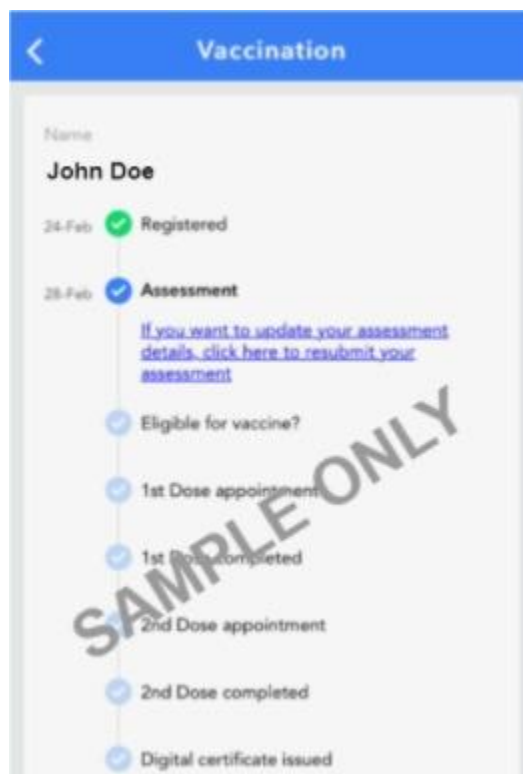 Vaccination
Name
John Doe
24-Feb Registered
28-Feb Assessment
If you want to update your assessment
details, click here to resubmit your
assessment
Eligible for vaccine?
1st Dose appointment
1st Dose completed
2nd Dose appointment
2nd Dose completed
Digital certificate issued
SAMPLE ONLY